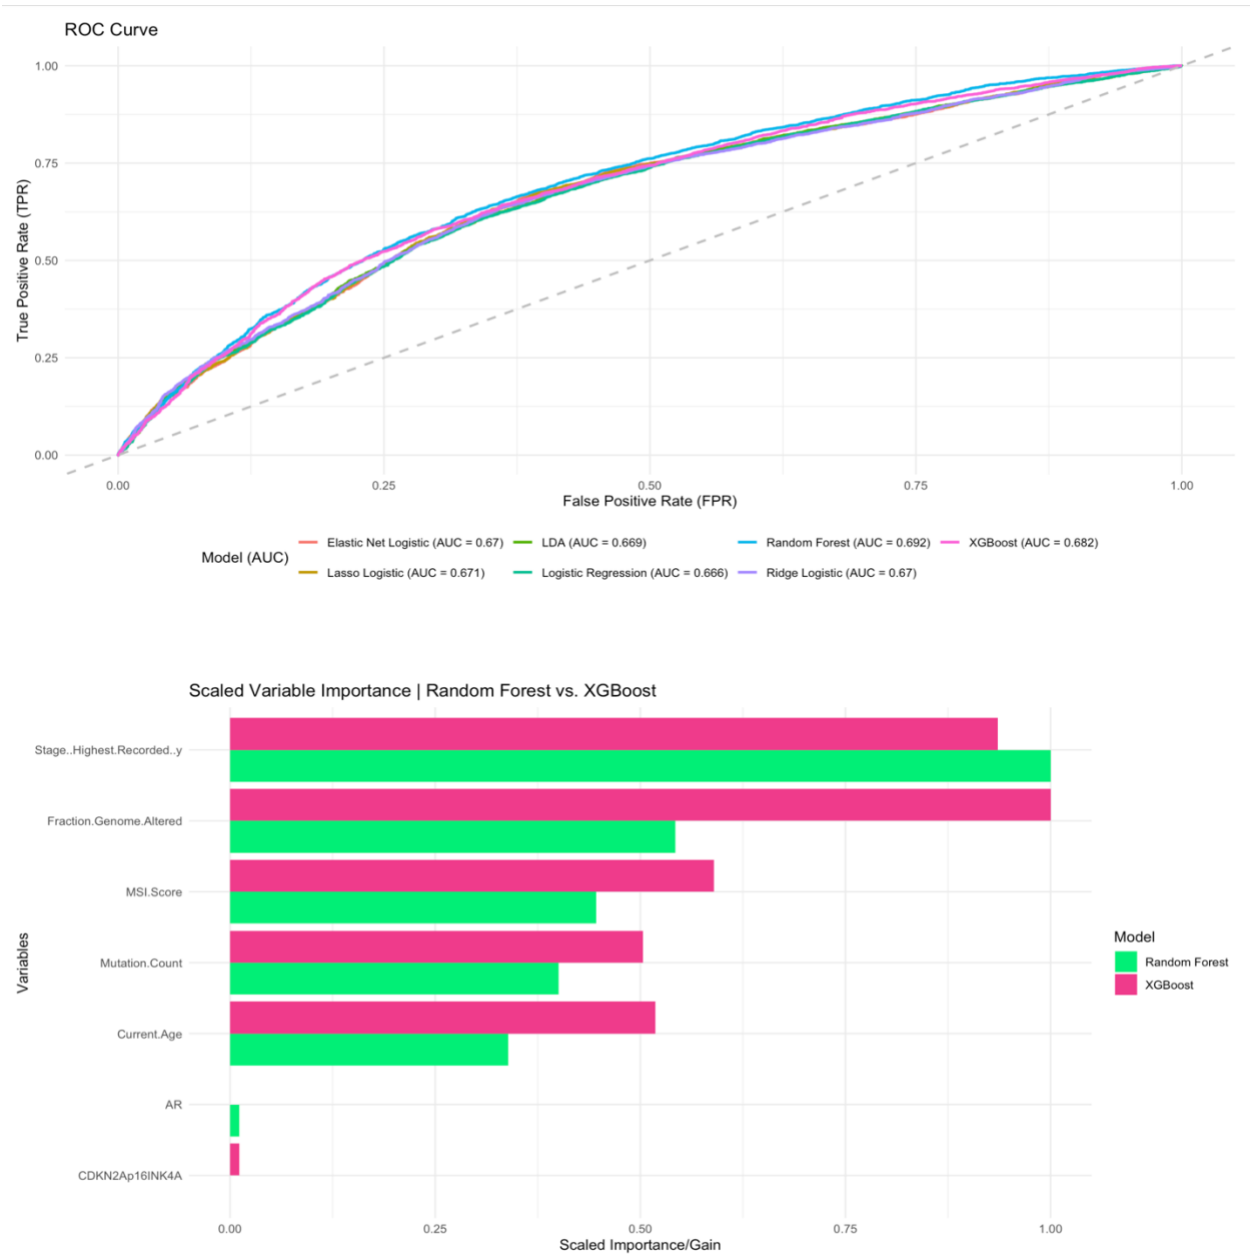 ROC Curve
1.00
0.75
0.50
0.25
0.00
True Positive Rate (TPR)
0.00 0.25 0.50 0.75 1.00
False Positive Rate (FPR)
Model (AUC)
Elastic Net Logistic (AUC = 0.67) LDA (AUC = 0.669) Random Forest (AUC = 0.692) XGBoost (AUC = 0.682)
Lasso Logistic (AUC = 0.671) Logistic Regression (AUC = 0.666) Ridge Logistic (AUC = 0.67)
Scaled Variable Importance | Random Forest vs. XGBoost
Variables
Stage..Highest.Recorded..y
Fraction.Genome.Altered
MSI.Score
Mutation.Count
Current.Age
AR
CDKN2Ap16INK4A
0.00 0.25 0.50 0.75 1.00
Scaled Importance/Gain
Model
Random Forest
XGBoost